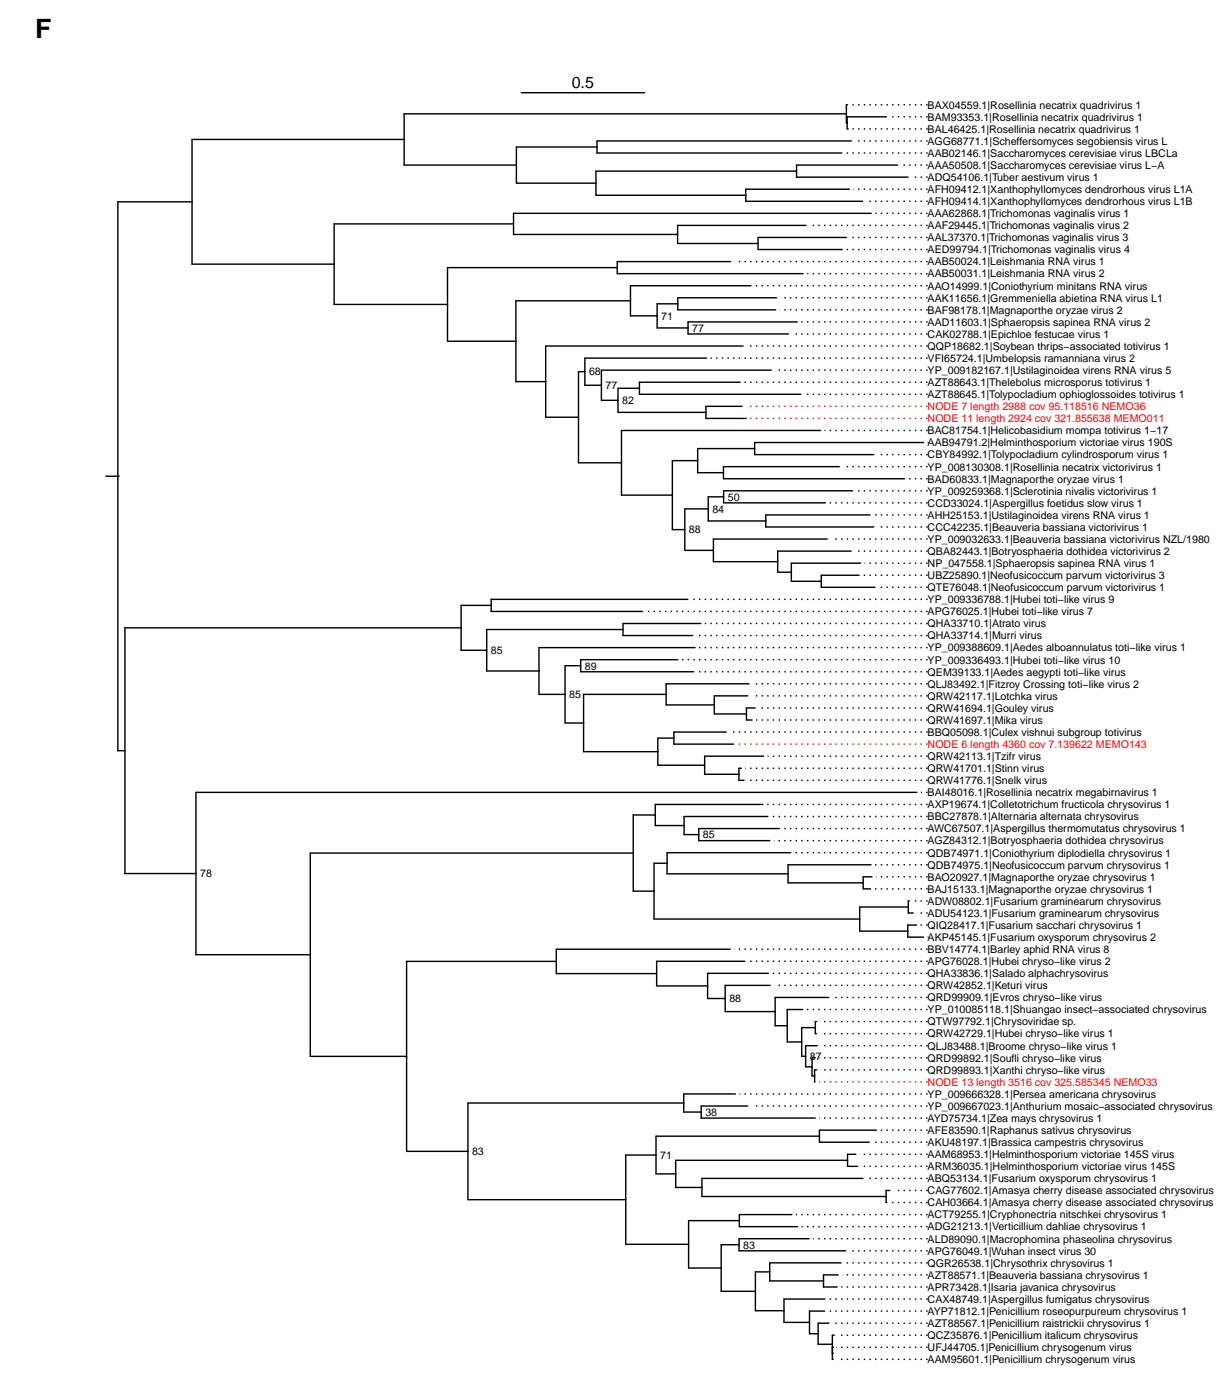 F
0.5
BAX04559.1|Rosellinia necatrix quadrivirus 1
BAM93353.1|Rosellinia necatrix quadrivirus 1
BAL46425.1|Rosellinia necatrix quadrivirus 1
AGG68771.1|Scheffersomyces segobiensis virus L
AAB02146.1|Saccharomyces cerevisiae virus LBCLa
AAA50508.1|Saccharomyces cerevisiae virus L−A
ADQ54106.1|Tuber aestivum virus 1
AFH09412.1|Xanthophyllomyces dendrorhous virus L1A
AFH09414.1|Xanthophyllomyces dendrorhous virus L1B
AAA62868.1|Trichomonas vaginalis virus 1
AAF29445.1|Trichomonas vaginalis virus 2
AAL37370.1|Trichomonas vaginalis virus 3
AED99794.1|Trichomonas vaginalis virus 4
AAB50024.1|Leishmania RNA virus 1
AAB50031.1|Leishmania RNA virus 2
AAO14999.1|Coniothyrium minitans RNA virus
AAK11656.1|Gremmeniella abietina RNA virus L1
71
BAF98178.1|Magnaporthe oryzae virus 2
AAD11603.1|Sphaeropsis sapinea RNA virus 2
77
CAK02788.1|Epichloe festucae virus 1
QQP18682.1|Soybean thrips−associated totivirus 1
VFI65724.1|Umbelopsis ramanniana virus 2
68
YP_009182167.1|Ustilaginoidea virens RNA virus 5
77
AZT88643.1|Thelebolus microsporus totivirus 1
82
AZT88645.1|Tolypocladium ophioglossoides totivirus 1
NODE 7 length 2988 cov 95.118516 NEMO36
NODE 11 length 2924 cov 321.855638 MEMO011
BAC81754.1|Helicobasidium mompa totivirus 1−17
AAB94791.2|Helminthosporium victoriae virus 190S
CBY84992.1|Tolypocladium cylindrosporum virus 1
YP_008130308.1|Rosellinia necatrix victorivirus 1
BAD60833.1|Magnaporthe oryzae virus 1
YP_009259368.1|Sclerotinia nivalis victorivirus 1
50
CCD33024.1|Aspergillus foetidus slow virus 1
84
AHH25153.1|Ustilaginoidea virens RNA virus 1
88
CCC42235.1|Beauveria bassiana victorivirus 1
YP_009032633.1|Beauveria bassiana victorivirus NZL/1980
QBA82443.1|Botryosphaeria dothidea victorivirus 2
NP_047558.1|Sphaeropsis sapinea RNA virus 1
UBZ25890.1|Neofusicoccum parvum victorivirus 3
QTE76048.1|Neofusicoccum parvum victorivirus 1
YP_009336788.1|Hubei toti−like virus 9
APG76025.1|Hubei toti−like virus 7
QHA33710.1|Atrato virus
QHA33714.1|Murri virus
85
YP_009388609.1|Aedes alboannulatus toti−like virus 1
YP_009336493.1|Hubei toti−like virus 10
89
QEM39133.1|Aedes aegypti toti−like virus
QLJ83492.1|Fitzroy Crossing toti−like virus 2
85
QRW42117.1|Lotchka virus
QRW41694.1|Gouley virus
QRW41697.1|Mika virus
BBQ05098.1|Culex vishnui subgroup totivirus
NODE 6 length 4360 cov 7.139622 MEMO143
QRW42113.1|Tzifr virus
QRW41701.1|Stinn virus
QRW41776.1|Snelk virus
BAI48016.1|Rosellinia necatrix megabirnavirus 1
AXP19674.1|Colletotrichum fructicola chrysovirus 1
BBC27878.1|Alternaria alternata chrysovirus
AWC67507.1|Aspergillus thermomutatus chrysovirus 1
85
AGZ84312.1|Botryosphaeria dothidea chrysovirus
QDB74971.1|Coniothyrium diplodiella chrysovirus 1
QDB74975.1|Neofusicoccum parvum chrysovirus 1
78
BAO20927.1|Magnaporthe oryzae chrysovirus 1
BAJ15133.1|Magnaporthe oryzae chrysovirus 1
ADW08802.1|Fusarium graminearum chrysovirus
ADU54123.1|Fusarium graminearum chrysovirus
QIQ28417.1|Fusarium sacchari chrysovirus 1
AKP45145.1|Fusarium oxysporum chrysovirus 2
BBV14774.1|Barley aphid RNA virus 8
APG76028.1|Hubei chryso−like virus 2
QHA33836.1|Salado alphachrysovirus
QRW42852.1|Keturi virus
88
QRD99909.1|Evros chryso−like virus
YP_010085118.1|Shuangao insect−associated chrysovirus
QTW97792.1|Chrysoviridae sp.
QRW42729.1|Hubei chryso−like virus 1
QLJ83488.1|Broome chryso−like virus 1
87
QRD99892.1|Soufli chryso−like virus
QRD99893.1|Xanthi chryso−like virus
NODE 13 length 3516 cov 325.585345 NEMO33
YP_009666328.1|Persea americana chrysovirus
YP_009667023.1|Anthurium mosaic−associated chrysovirus
38
AYD75734.1|Zea mays chrysovirus 1
AFE83590.1|Raphanus sativus chrysovirus
AKU48197.1|Brassica campestris chrysovirus
83
71
AAM68953.1|Helminthosporium victoriae 145S virus
ARM36035.1|Helminthosporium victoriae virus 145S
ABQ53134.1|Fusarium oxysporum chrysovirus 1
CAG77602.1|Amasya cherry disease associated chrysovirus
CAH03664.1|Amasya cherry disease associated chrysovirus
ACT79255.1|Cryphonectria nitschkei chrysovirus 1
ADG21213.1|Verticillium dahliae chrysovirus 1
ALD89090.1|Macrophomina phaseolina chrysovirus
83
APG76049.1|Wuhan insect virus 30
QGR26538.1|Chrysothrix chrysovirus 1
AZT88571.1|Beauveria bassiana chrysovirus 1
APR73428.1|Isaria javanica chrysovirus
CAX48749.1|Aspergillus fumigatus chrysovirus
AYP71812.1|Penicillium roseopurpureum chrysovirus 1
AZT88567.1|Penicillium raistrickii chrysovirus 1
QCZ35876.1|Penicillium italicum chrysovirus
UFJ44705.1|Penicillium chrysogenum virus
AAM95601.1|Penicillium chrysogenum virus